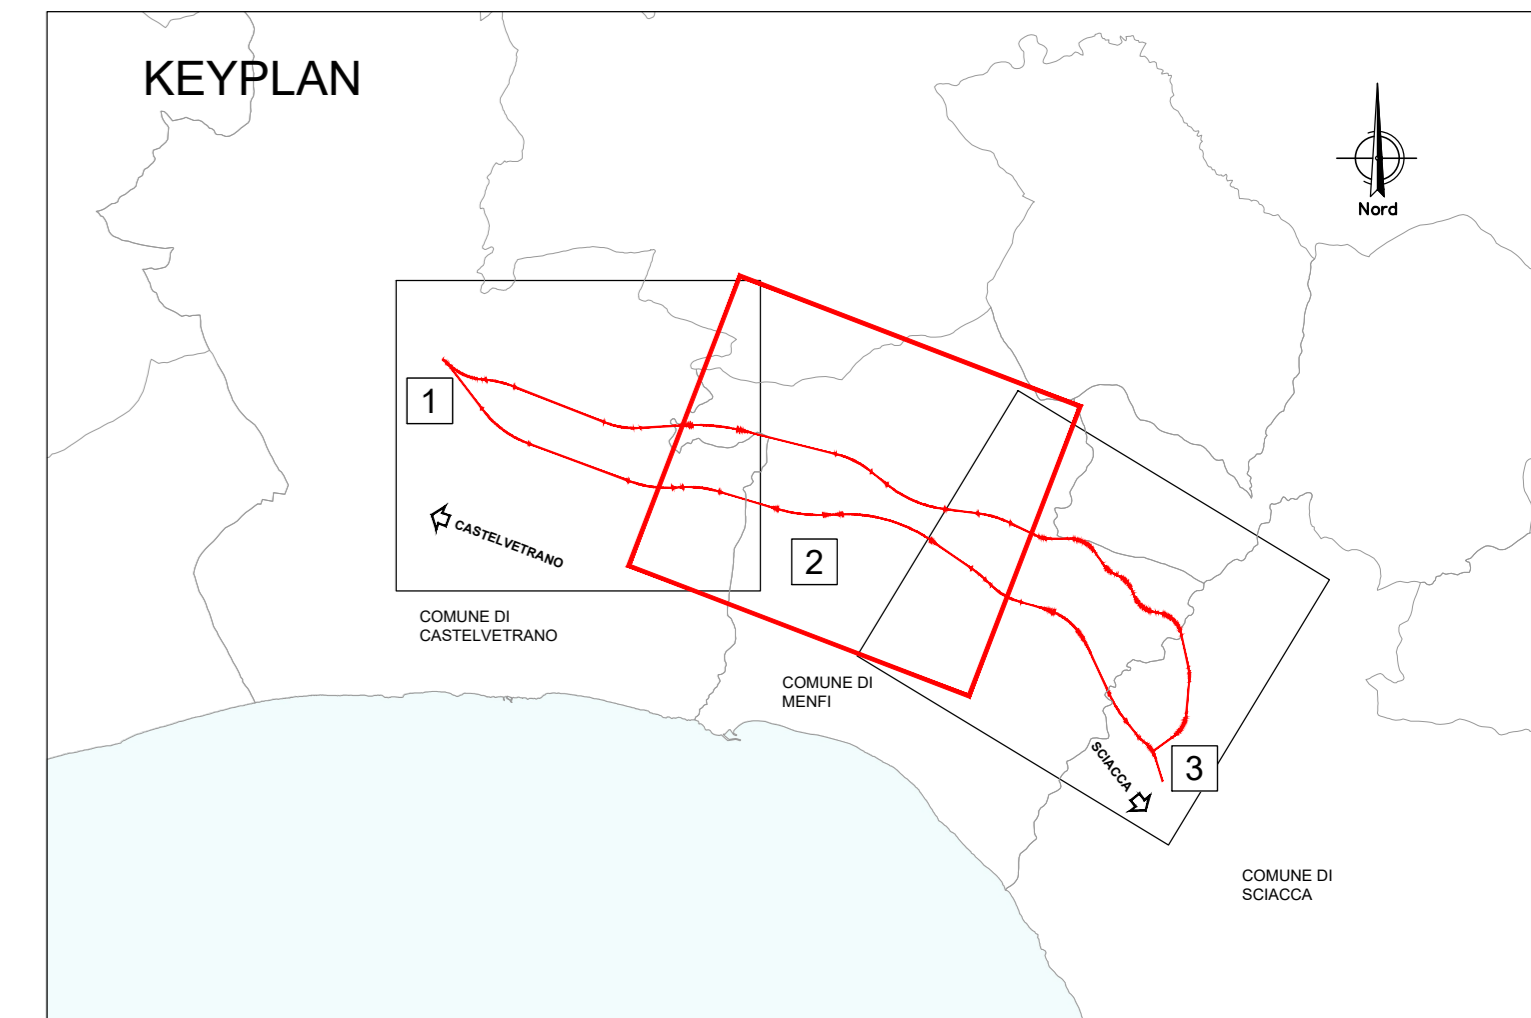 KEYPLAN
Nord
1
CASTELVETRANO
2
COMUNE DI
CASTELVETRANO
COMUNE DI
MENFI
SCIACCA
3
COMUNE DI
SCIACCA